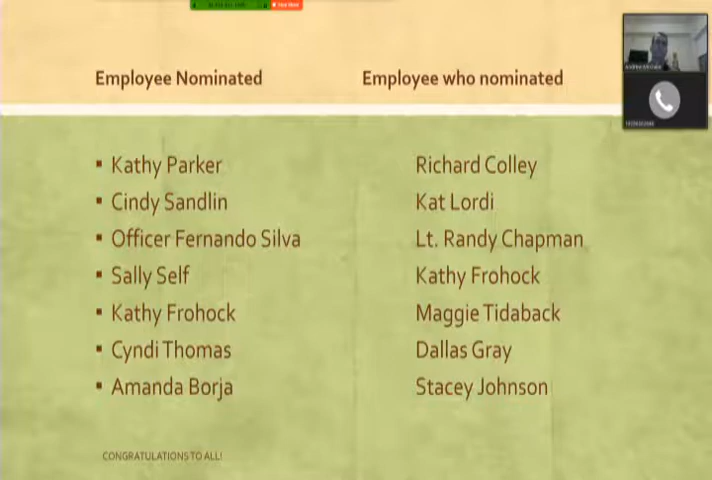 Employee Nominated Employee who nominated
▪ Kathy Parker Richard Colley
▪ Cindy Sandlin Kat Lordi
▪ Officer Fernando Silva Lt. Randy Chapman
▪ Sally Self Kathy Frohock
▪ Kathy Frohock Maggie Tidaback
▪ Cyndi Thomas Dallas Gray
▪ Amanda Borja Stacey Johnson
CONGRATULATIONS TO ALL!